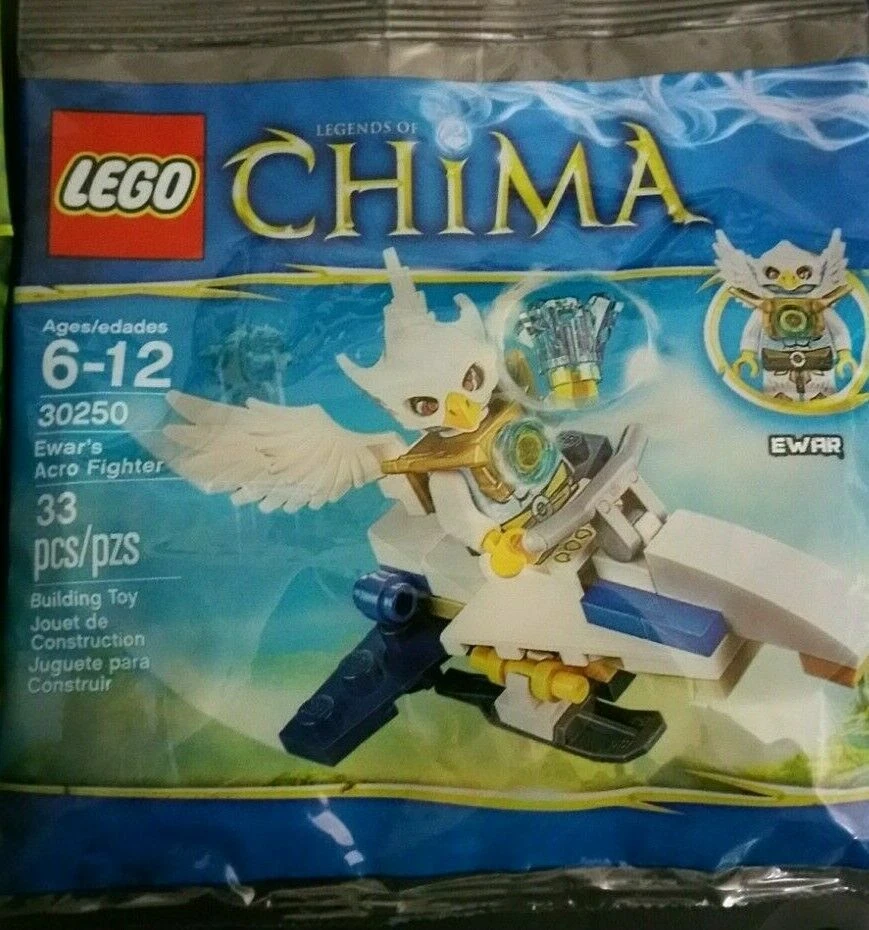 LEGO
LEGENDS OF
CHiMA
Ages/edades
6-12
30250
Ewar's
Acro Fighter
33
pcs/pzs
Building Toy
Jouet de
Construction
Juguete para
Construir
EWAR